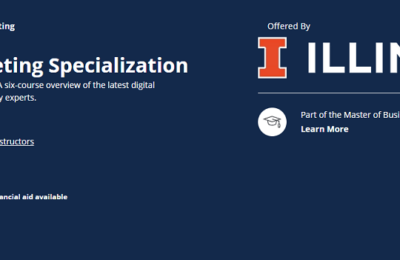 ting
eting Specialization
A six-course overview of the latest digital
y experts.
structors
ancial aid available
Offered By
I ILLIN
Part of the Master of Busi
Learn More